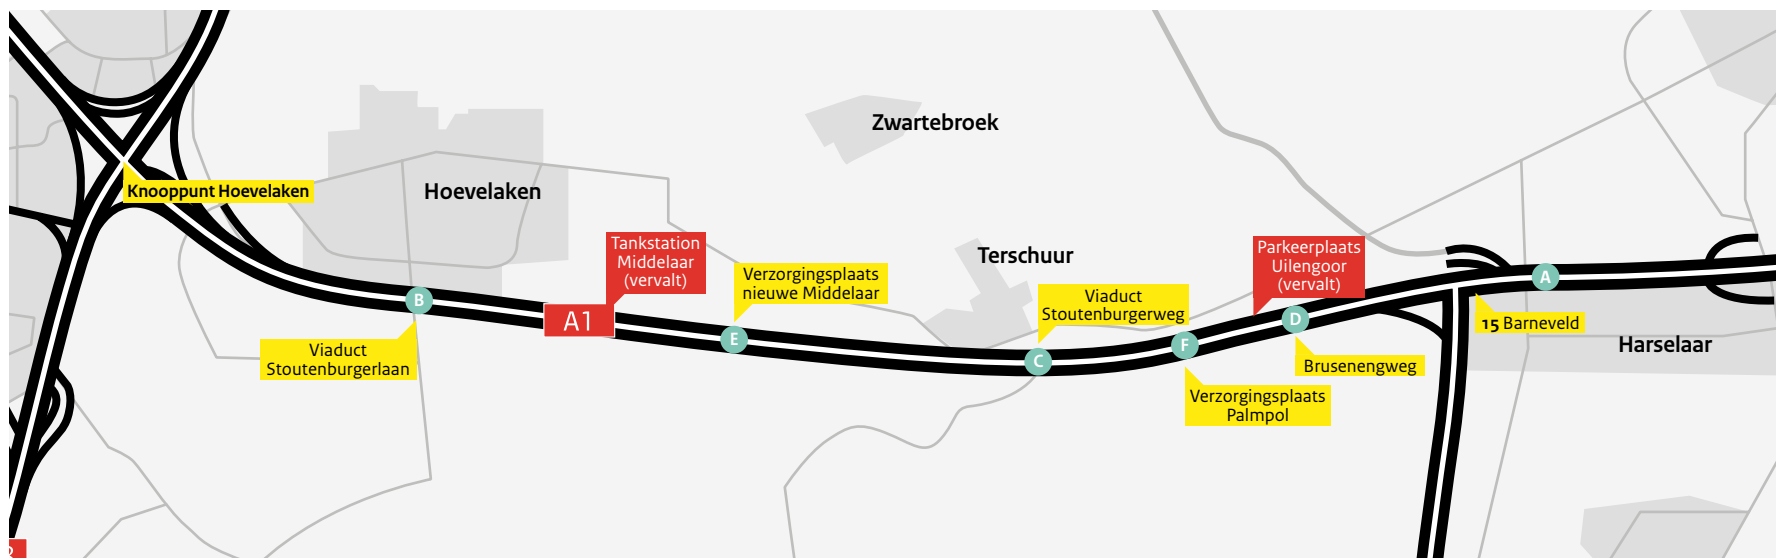 Zwartebroek
Knooppunt Hoevelaken
Hoevelaken
Tankstation
Middelaar
(vervalt)
Verzorgingsplaats
nieuwe Middelaar
Terschuur
Parkeerplaats
Uilengoor
(vervalt)
Viaduct
Stoutenburgerweg
A
B
A1
E
C
F
D
15 Barneveld
Harselaar
Viaduct
Stoutenburgerlaan
Brusenengweg
Verzorgingsplaats
Palmpol